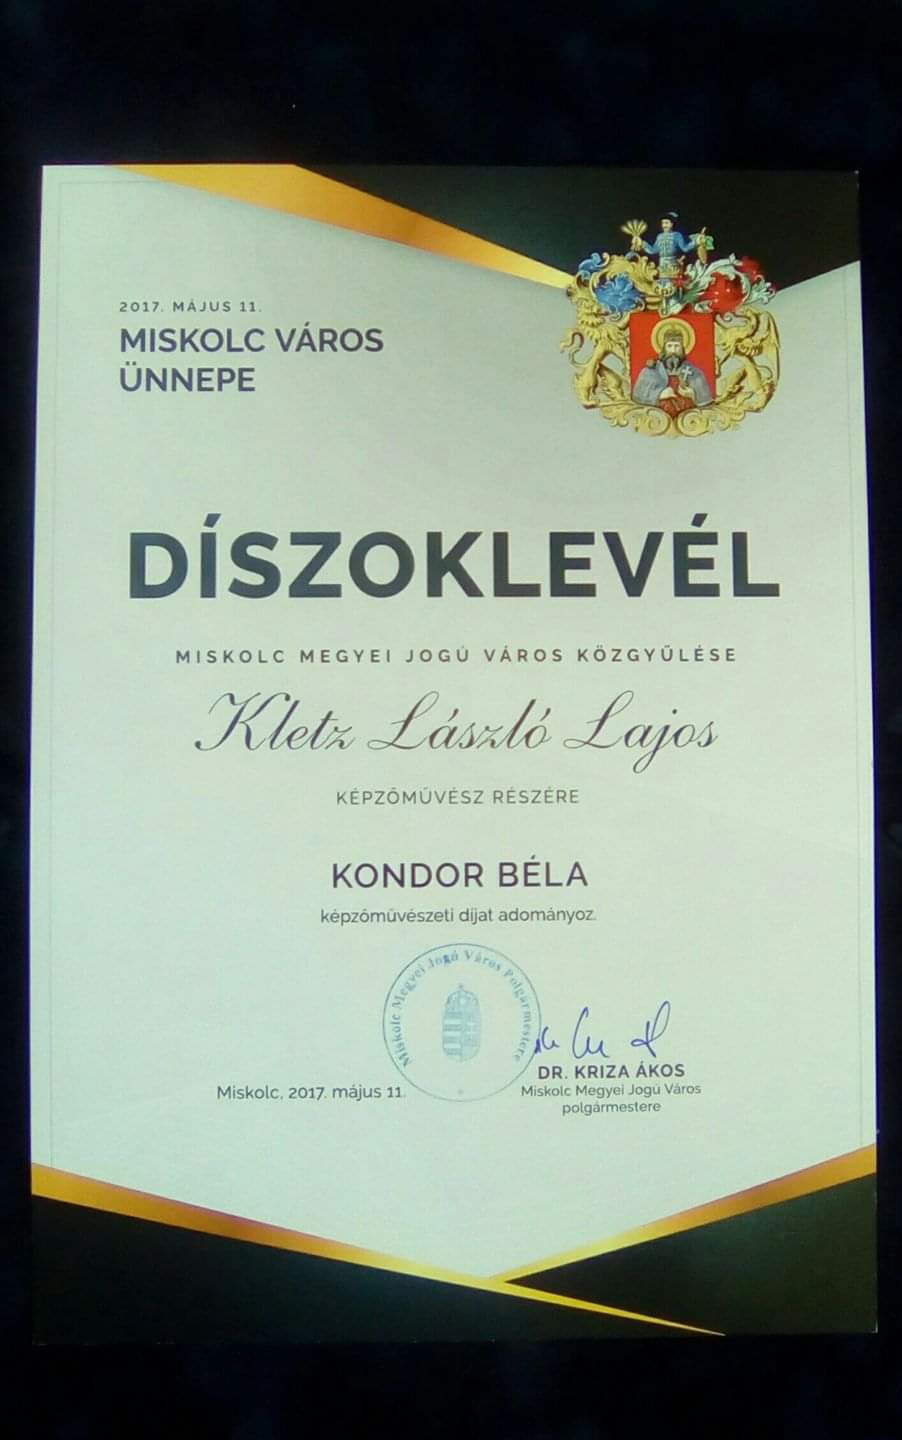 2017. MÁJUS 11.
MISKOLC VÁROS
ÜNNEPE
DÍSZOKLEVÉL
MISKOLC MEGYEI JOGÚ VÁROS KÖZGYŰLÉSE
Kletz László Lajos
KÉPZŐMŰVÉSZ RÉSZÉRE
KONDOR BÉLA
képzőművészeti díjat adományoz.
Miskolc Megyei Jogú Város Polgármestere
DR. KRIZA ÁKOS
Miskolc, 2017. május 11.
Miskolc Megyei Jogú Város
polgármestere